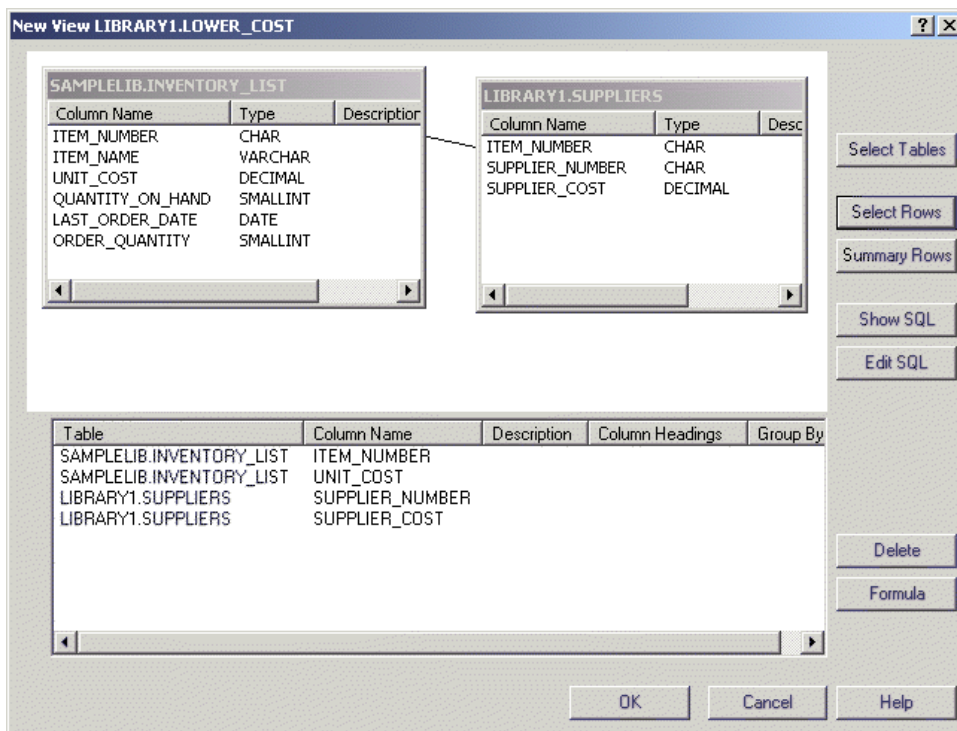 New View LIBRARY1.LOWER_COST
SAMPLELIB.INVENTORY_LIST
Column Name Type Description
ITEM_NUMBER CHAR
ITEM_NAME VARCHAR
UNIT_COST DECIMAL
QUANTITY_ON_HAND SMALLINT
LAST_ORDER_DATE DATE
ORDER_QUANTITY SMALLINT
LIBRARY1.SUPPLIERS
Column Name Type Desc
ITEM_NUMBER CHAR
SUPPLIER_NUMBER CHAR
SUPPLIER_COST DECIMAL
Select Tables
Select Rows
Summary Rows
Show SQL
Edit SQL
Table Column Name Description Column Headings Group By
SAMPLELIB.INVENTORY_LIST ITEM_NUMBER
SAMPLELIB.INVENTORY_LIST UNIT_COST
LIBRARY1.SUPPLIERS SUPPLIER_NUMBER
LIBRARY1.SUPPLIERS SUPPLIER_COST
Delete
Formula
OK Cancel Help